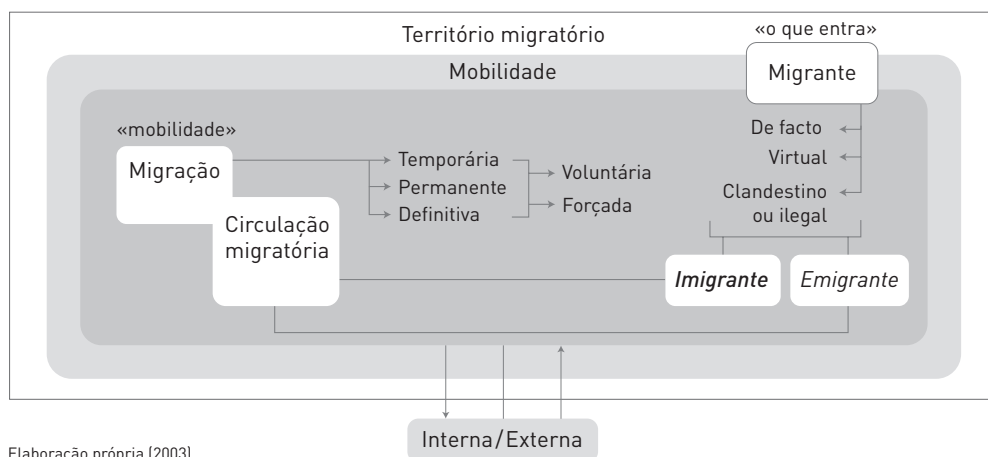 Território migratório
«o que entra»
Mobilidade
Migrante
«mobilidade»
Migração
Temporária
Permanente
Definitiva
Voluntária
Forçada
De facto
Virtual
Clandestino
ou ilegal
Circulação
migratória
Imigrante
Emigrante
Interna/Externa
Elaboração própria (2003)